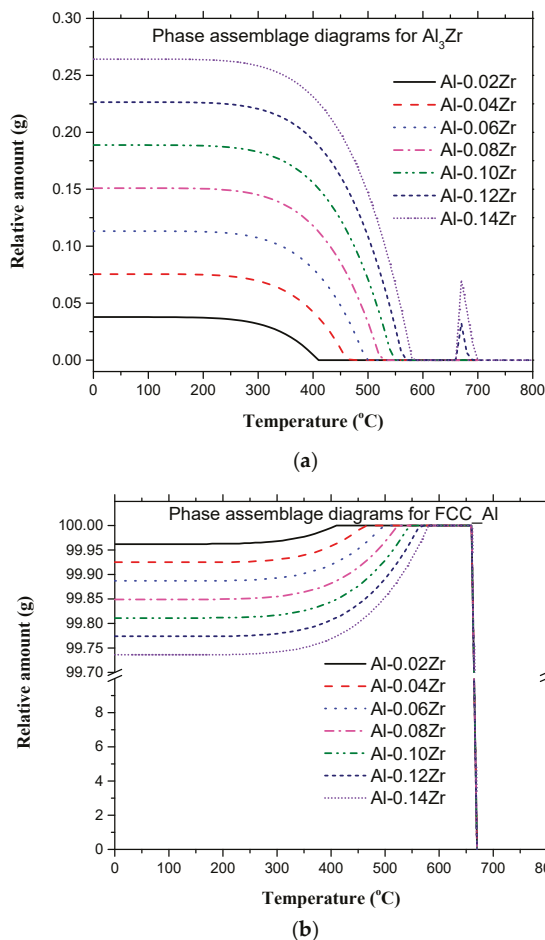 Phase assemblage diagrams for Al₃Zr
Al-0.02Zr
Al-0.04Zr
Al-0.06Zr
Al-0.08Zr
Al-0.10Zr
Al-0.12Zr
Al-0.14Zr
0.30
0.25
0.20
0.15
0.10
0.05
0.00
Relative amount (g)
0 100 200 300 400 500 600 700 800
Temperature (°C)
(a)
Phase assemblage diagrams for FCC_Al
100.00
99.95
99.90
99.85
99.80
99.75
99.70
8
6
4
2
0
Relative amount (g)
Al-0.02Zr
Al-0.04Zr
Al-0.06Zr
Al-0.08Zr
Al-0.10Zr
Al-0.12Zr
Al-0.14Zr
0 100 200 300 400 500 600 700 800
Temperature (°C)
(b)